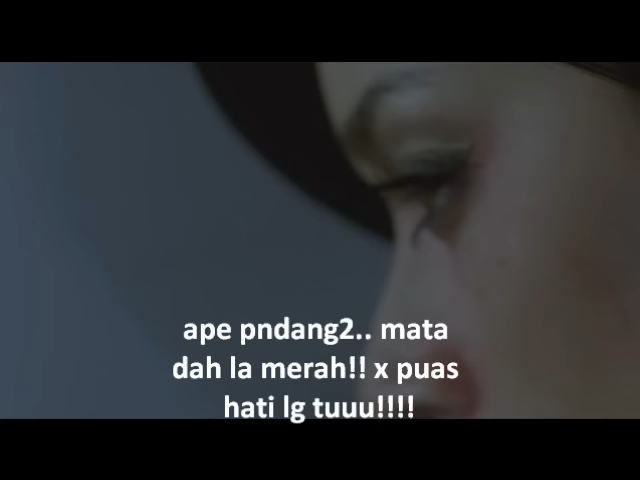 ape pndang2.. mata
dah la merah!! x puas
hati lg tuuu!!!!